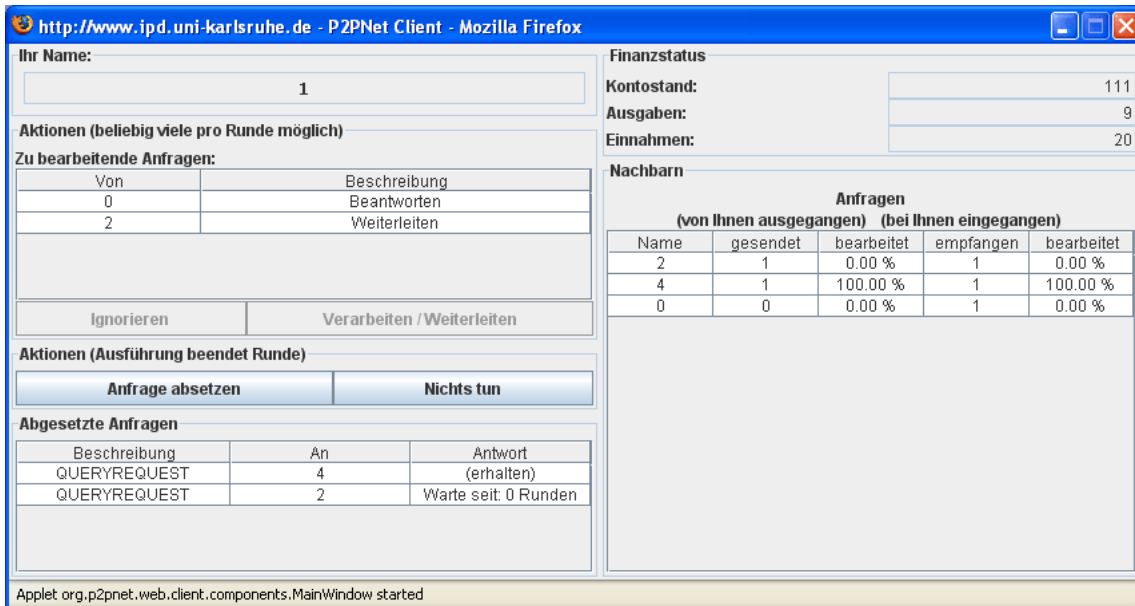 http://www.ipd.uni-karlsruhe.de - P2PNet Client - Mozilla Firefox
Ihr Name:
1
Aktionen (beliebig viele pro Runde möglich)
Zu bearbeitende Anfragen:
Von Beschreibung
0 Beantworten
2 Weiterleiten
Ignorieren Verarbeiten / Weiterleiten
Aktionen (Ausführung beendet Runde)
Anfrage absetzen Nichts tun
Abgesetzte Anfragen
Beschreibung An Antwort
QUERYREQUEST 4 (erhalten)
QUERYREQUEST 2 Warte seit: 0 Runden
Finanzstatus
Kontostand: 111
Ausgaben: 9
Einnahmen: 20
Nachbarn
Anfragen
(von Ihnen ausgegangen) (bei Ihnen eingegangen)
Name gesendet bearbeitet empfangen bearbeitet
2 1 0.00 % 1 0.00 %
4 1 100.00 % 1 100.00 %
0 0 0.00 % 1 0.00 %
Applet org.p2pnet.web.client.components.MainWindow started